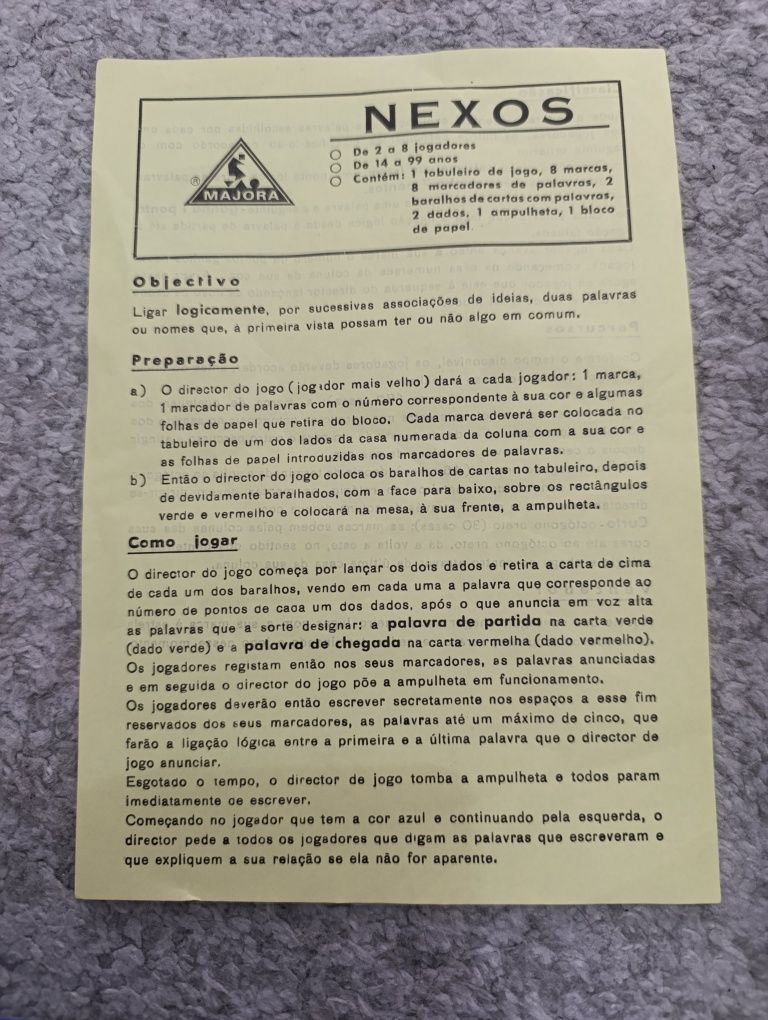 NEXOS
De 2 a 8 jogadores
De 14 a 99 anos
Contém: 1 tabuleiro de jogo, 8 marcas,
8 marcadores de palavras, 2
baralhos de cartas com palavras,
2 dados, 1 ampulheta, 1 bloco
de papel.
® MAJORA
Objectivo
Ligar logicamente, por sucessivas associações de ideias, duas palavras
ou nomes que, à primeira vista possam ter ou não algo em comum.
Preparação
a) O director do jogo (jogador mais velho) dará a cada jogador: 1 marca,
1 marcador de palavras com o número correspondente à sua cor e algumas
folhas de papel que retira do bloco. Cada marca deverá ser colocada no
tabuleiro de um dos lados da casa numerada da coluna com a sua cor e
as folhas de papel introduzidas nos marcadores de palavras.
b) Então o director do jogo coloca os baralhos de cartas no tabuleiro, depois
de devidamente baralhados, com a face para baixo, sobre os rectângulos
verde e vermelho e colocará na mesa, à sua frente, a ampulheta.
Como jogar
O director do jogo começa por lançar os dois dados e retira a carta de cima
de cada um dos baralhos, vendo em cada uma a palavra que corresponde ao
número de pontos de cada um dos dados, após o que anuncia em voz alta
as palavras que a sorte designar: a palavra de partida na carta verde
(dado verde) e a palavra de chegada na carta vermelha (dado vermelho).
Os jogadores registam então nos seus marcadores, as palavras anunciadas
e em seguida o director do jogo põe a ampulheta em funcionamento.
Os jogadores deverão então escrever secretamente nos espaços a esse fim
reservados dos seus marcadores, as palavras até um máximo de cinco, que
farão a ligação lógica entre a primeira e a última palavra que o director de
jogo anunciar.
Esgotado o tempo, o director de jogo tomba a ampulheta e todos param
imediatamente de escrever.
Começando no jogador que tem a cor azul e continuando pela esquerda, o
director pede a todos os jogadores que digam as palavras que escreveram e
que expliquem a sua relação se ela não for aparente.